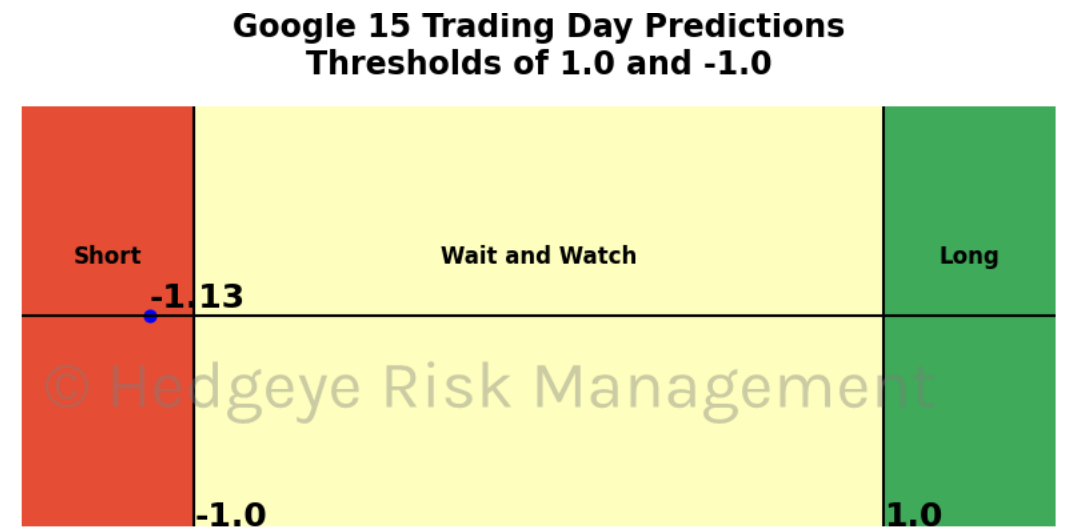 Google 15 Trading Day Predictions
Thresholds of 1.0 and -1.0
Short
Wait and Watch
Long
-1.13
© Hedgeye Risk Management
-1.0
1.0